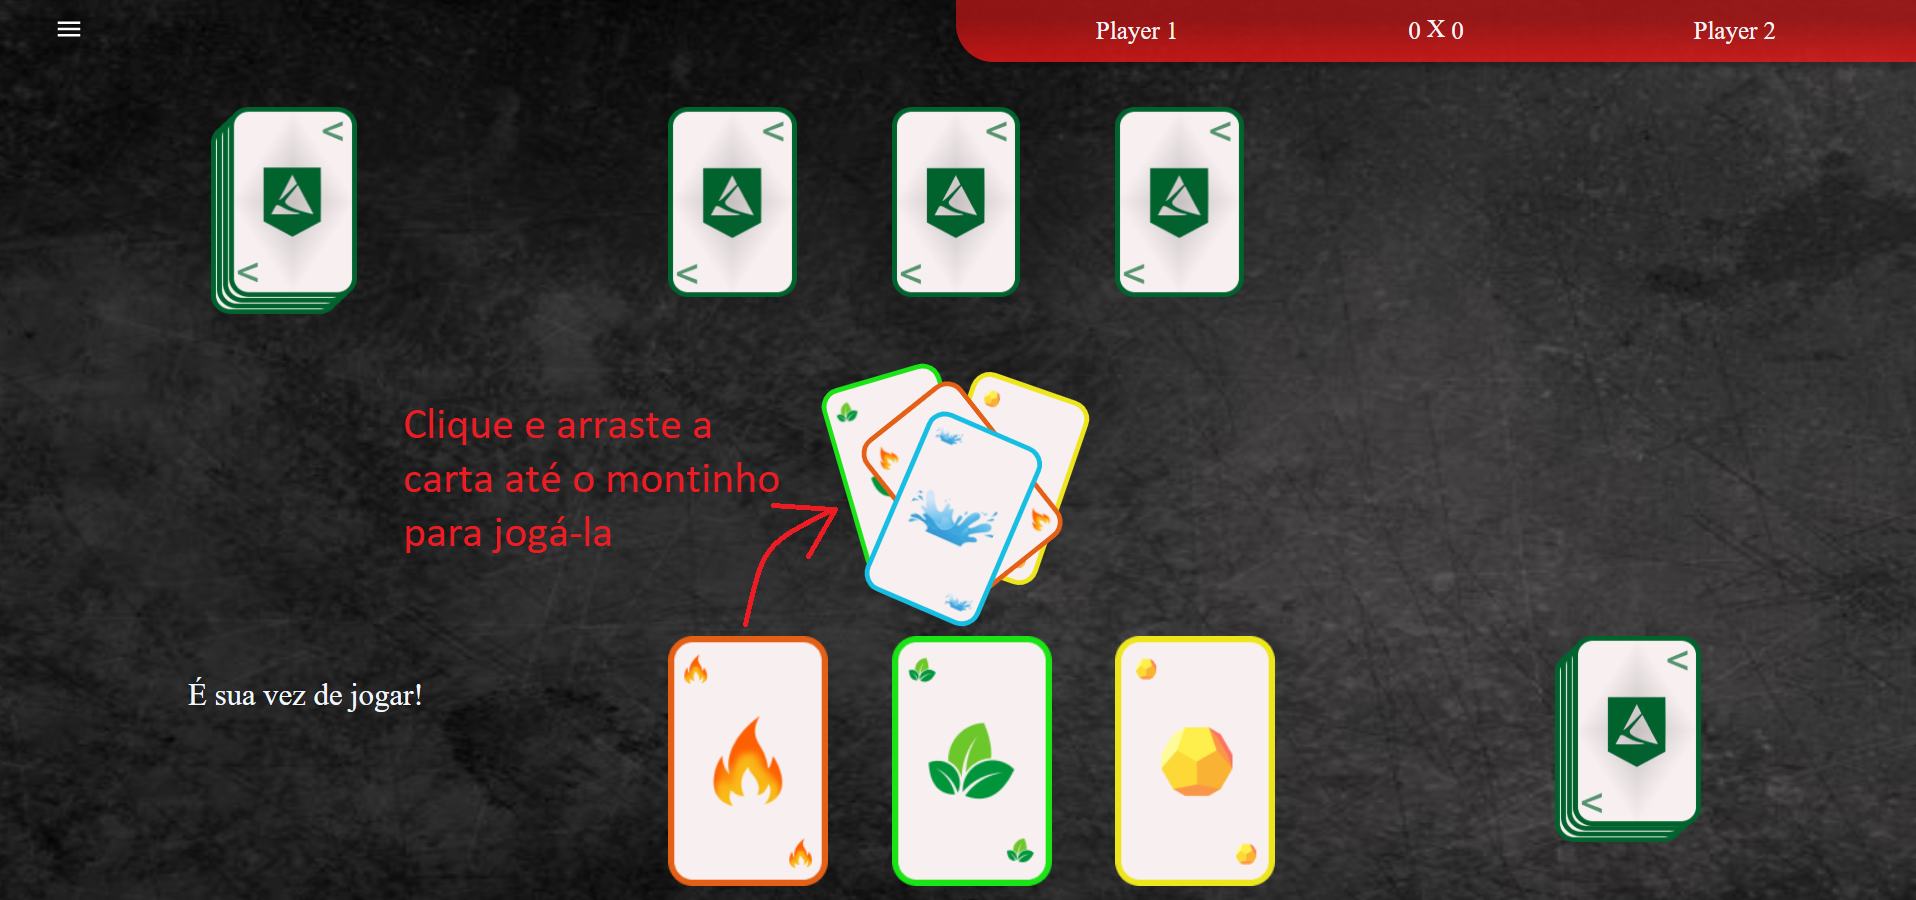 Player 1
0 X 0
Player 2
Clique e arraste a
carta até o montinho
para jogá-la
É sua vez de jogar!